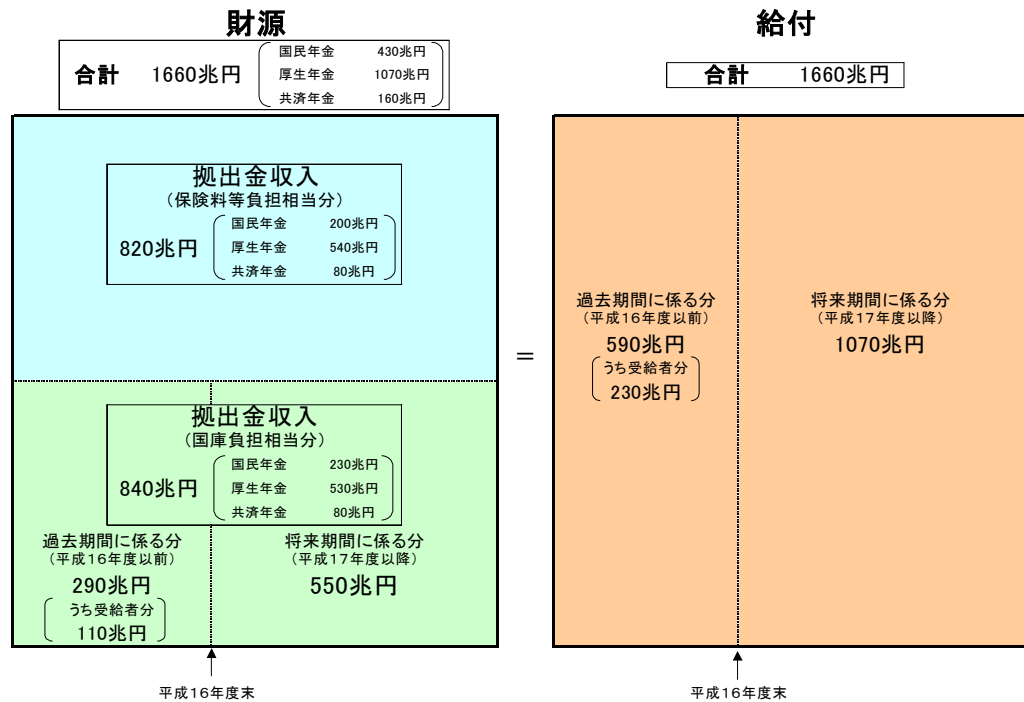 財源
合計 1660兆円
国民年金 430兆円
厚生年金 1070兆円
共済年金 160兆円
拠出金収入
（保険料等負担相当分）
820兆円
国民年金 200兆円
厚生年金 540兆円
共済年金 80兆円
拠出金収入
（国庫負担相当分）
840兆円
国民年金 230兆円
厚生年金 530兆円
共済年金 80兆円
過去期間に係る分
（平成16年度以前）
290兆円
うち受給者分
110兆円
将来期間に係る分
（平成17年度以降）
550兆円
平成16年度末
＝
給付
合計 1660兆円
過去期間に係る分
（平成16年度以前）
590兆円
うち受給者分
230兆円
将来期間に係る分
（平成17年度以降）
1070兆円
平成16年度末